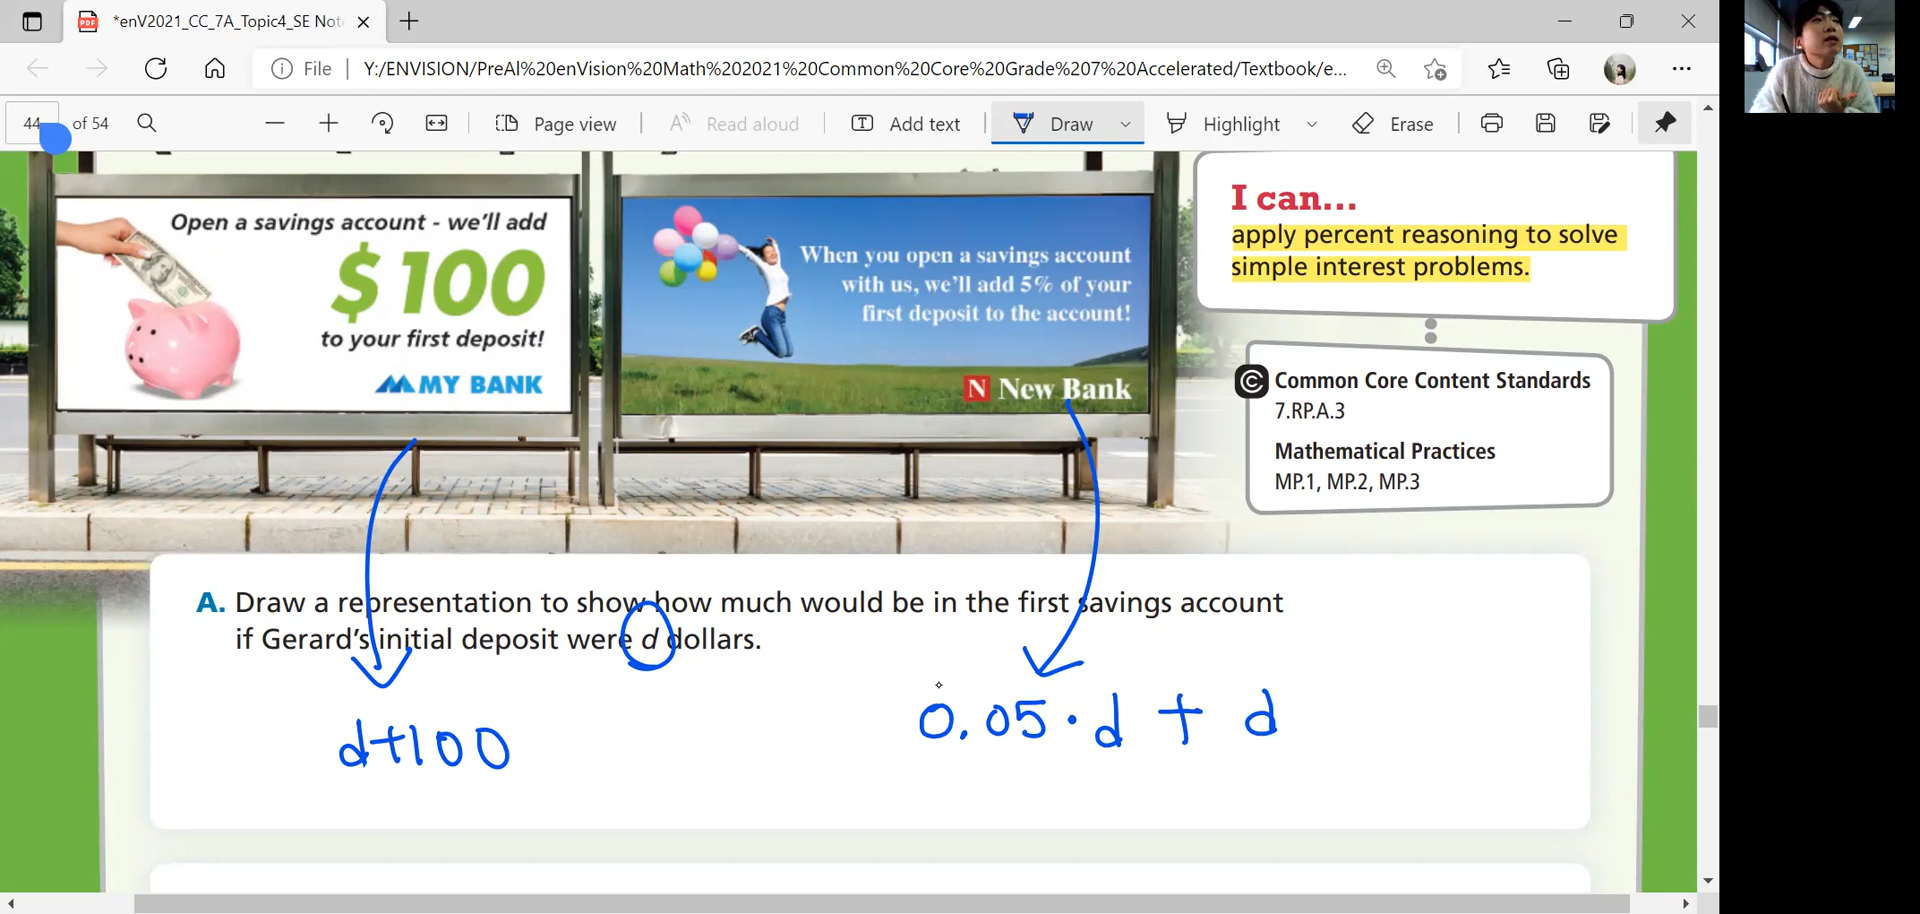 *enV2021_CC_7A_Topic4_SE Not
File
Y:/ENVISION/PreAl%20enVision%20Math%202021%20Common%20Core%20Grade%207%20Accelerated/Textbook/e...
44 of 54
Page view
Read aloud
Add text
Draw
Highlight
Erase
Open a savings account - we'll add
$100
to your first deposit!
MY BANK
When you open a savings account
with us, we'll add 5% of your
first deposit to the account!
N New Bank
I can...
apply percent reasoning to solve
simple interest problems.
Common Core Content Standards
7.RP.A.3
Mathematical Practices
MP.1, MP.2, MP.3
A. Draw a representation to show how much would be in the first savings account
if Gerard's initial deposit were d dollars.
d+100
0.05·d + d